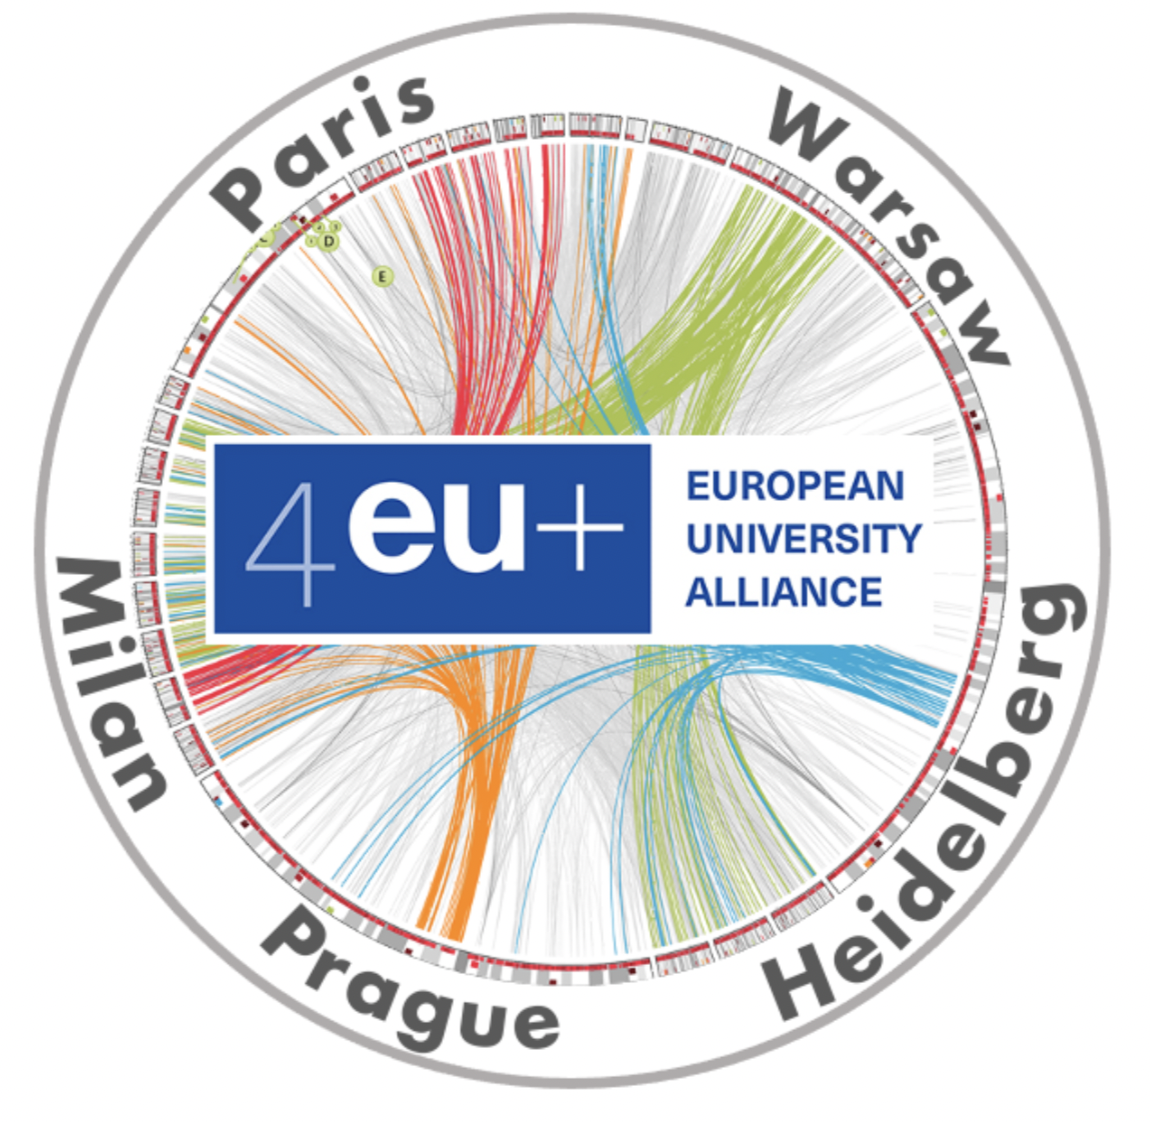 Paris
Warsaw
D
E
4eu+
EUROPEAN
UNIVERSITY
ALLIANCE
Milan
Heidelberg
Prague